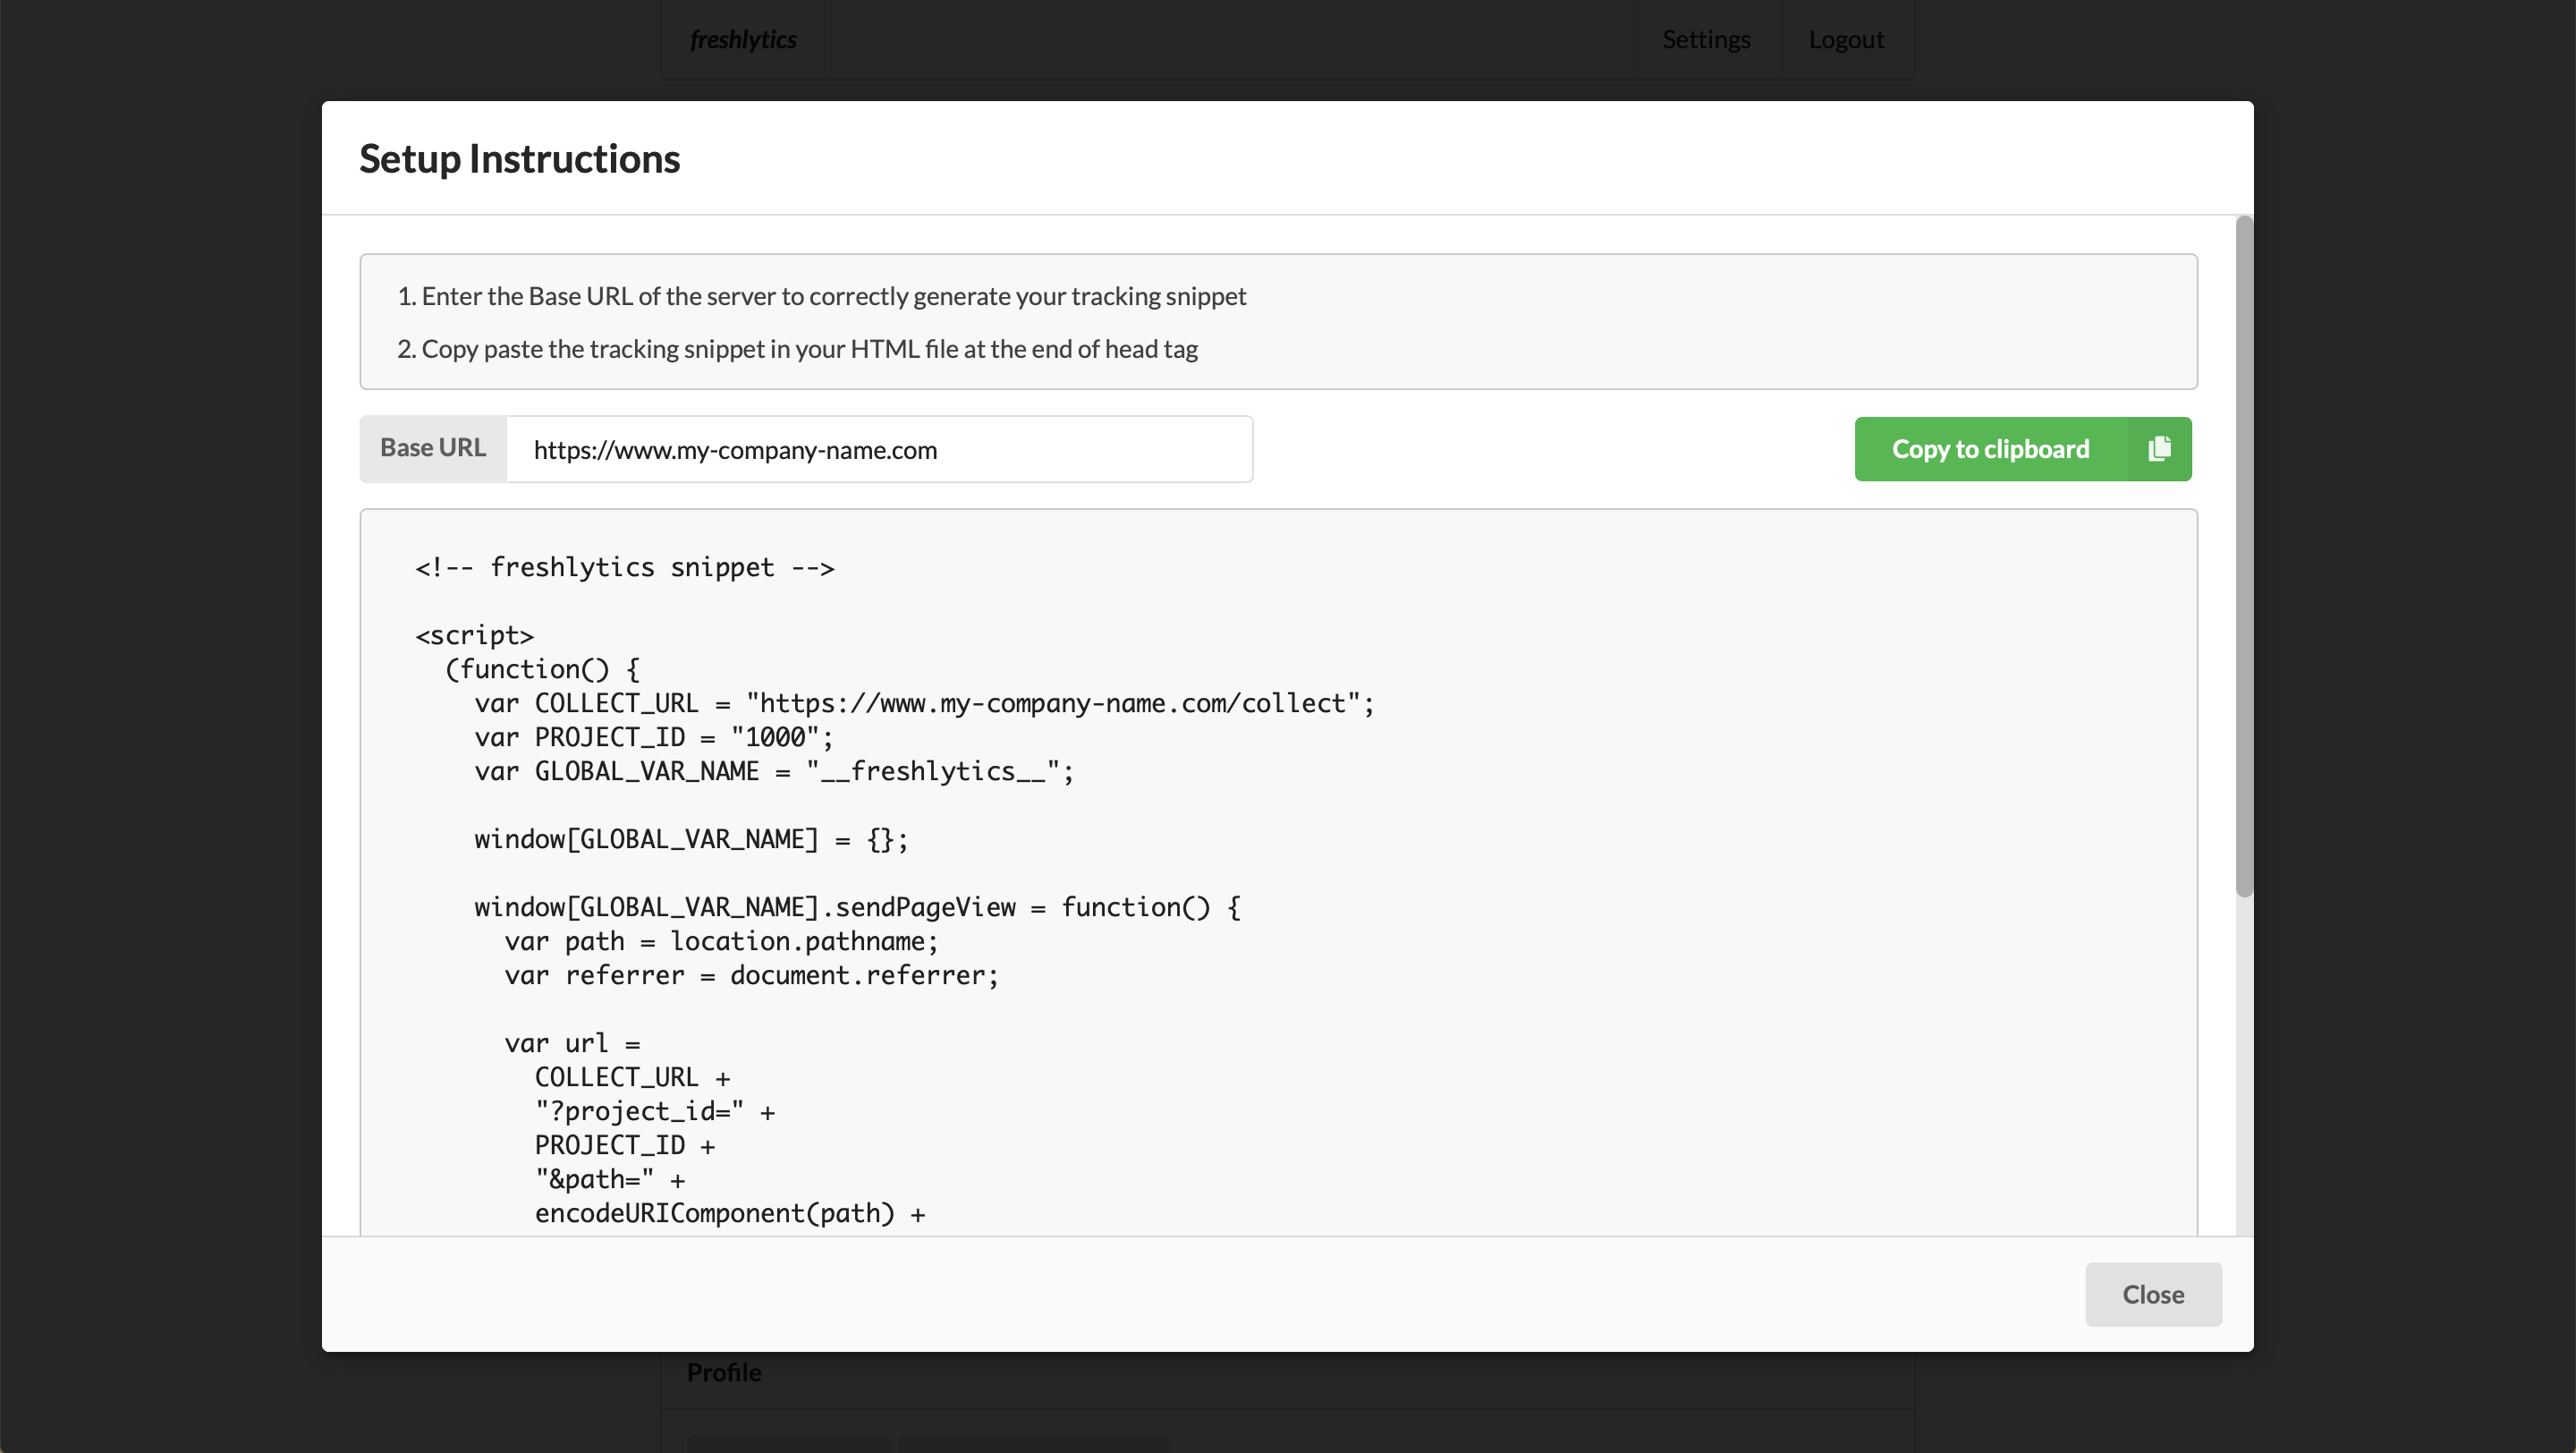 freshlytics
Settings
Logout
Setup Instructions
1. Enter the Base URL of the server to correctly generate your tracking snippet
2. Copy paste the tracking snippet in your HTML file at the end of head tag
Base URL
https://www.my-company-name.com
Copy to clipboard
<!-- freshlytics snippet -->
<script>
(function() {
var COLLECT_URL = "https://www.my-company-name.com/collect";
var PROJECT_ID = "1000";
var GLOBAL_VAR_NAME = "__freshlytics__";
window[GLOBAL_VAR_NAME] = {};
window[GLOBAL_VAR_NAME].sendPageView = function() {
var path = location.pathname;
var referrer = document.referrer;
var url =
COLLECT_URL +
"?project_id=" +
PROJECT_ID +
"&path=" +
encodeURIComponent(path) +
Close
Profile